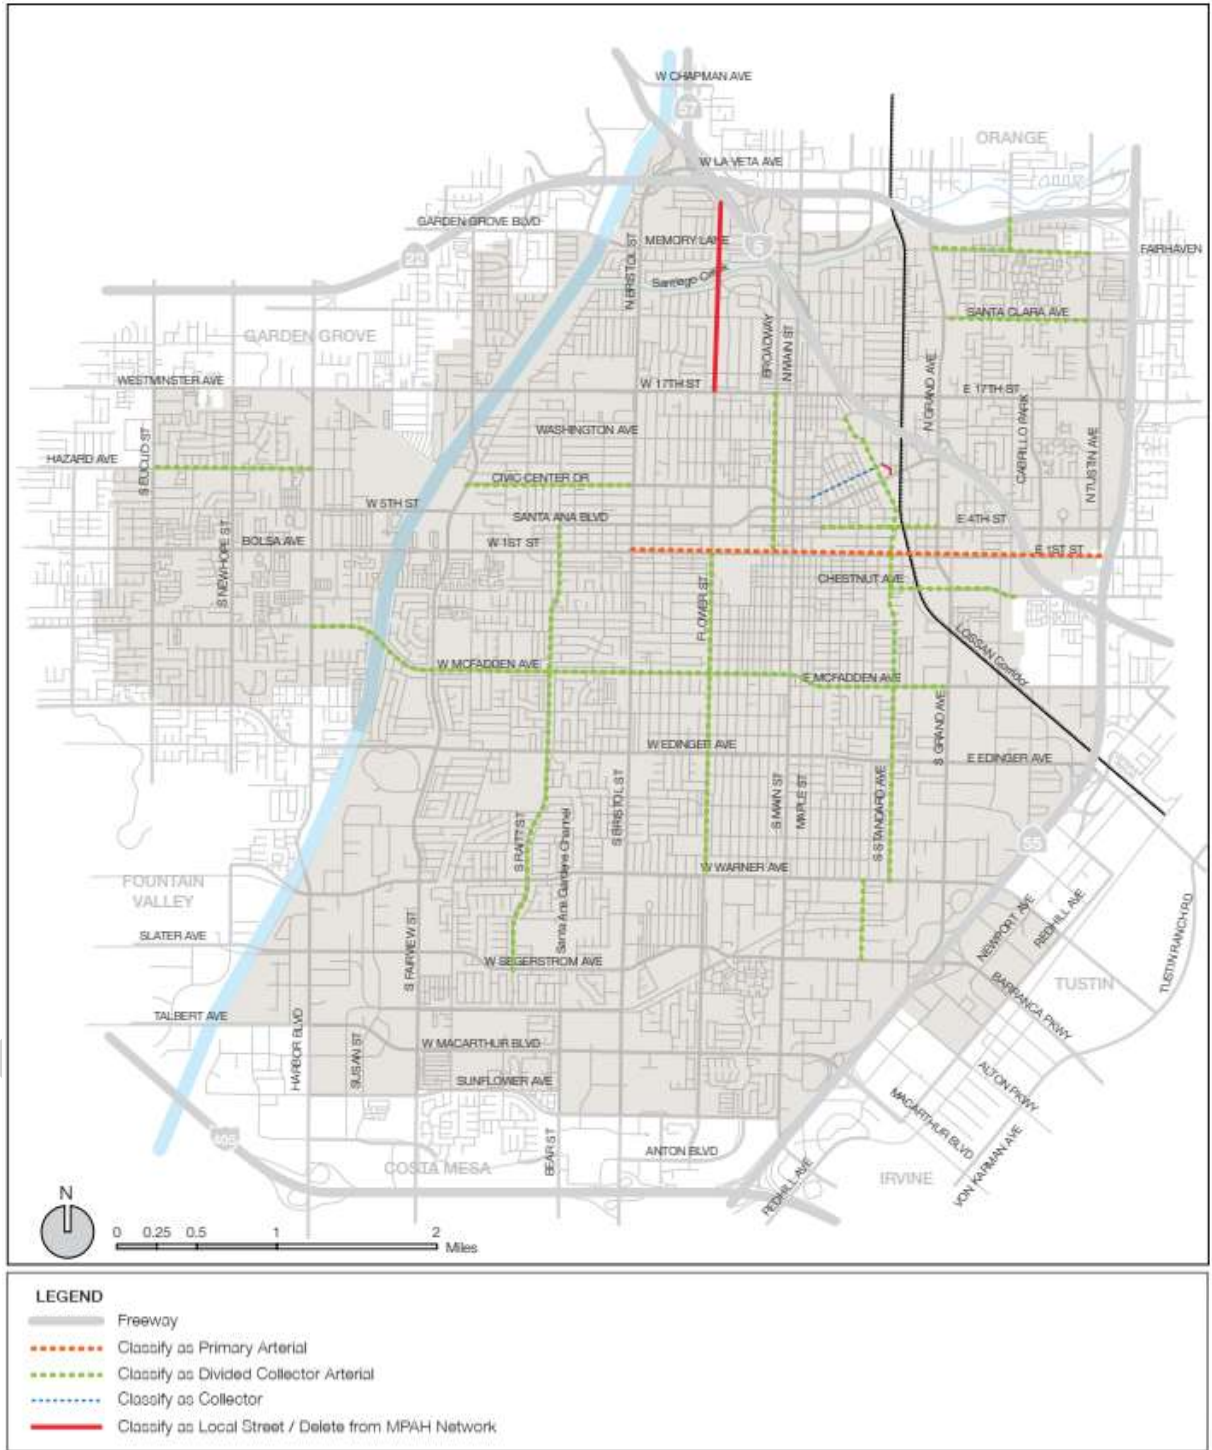 W CHAPMAN AVE
57
ORANGE
W LA VETA AVE
GARDEN GROVE BLVD
MEMORY LANE
5
FAIRHAVEN
22
N BRISTOL ST
Santiago Creek
SANTA CLARA AVE
GARDEN GROVE
BROADWAY
N MAIN ST
WESTMINSTER AVE
W 17TH ST
N GRAND AVE
E 17TH ST
CABRILLO PARK
WASHINGTON AVE
HAZARD AVE
S EUCLID ST
N TUSTIN AVE
CIVIC CENTER DR
W 5TH ST
SANTA ANA BLVD
E 4TH ST
BOLSA AVE
W 1ST ST
E 1ST ST
S NEWHOPE ST
CHESTNUT AVE
FLOWER ST
LOSSAN Corridor
W MCFADDEN AVE
E MCFADDEN AVE
S GRAND AVE
W EDINGER AVE
E EDINGER AVE
S BRISTOL ST
S MAIN ST
MAPLE ST
S STANDARD AVE
S RAITT ST
Santa Ana Gardens Channel
55
W WARNER AVE
FOUNTAIN
VALLEY
NEWPORT AVE
REDHILL AVE
TUSTIN RANCH RD
SLATER AVE
S FAIRVIEW ST
W SEGERSTROM AVE
TUSTIN
BARRANCA PKWY
TALBERT AVE
HARBOR BLVD
SUSAN ST
W MACARTHUR BLVD
SUNFLOWER AVE
ALTON PKWY
MACARTHUR BLVD
405
BEAR ST
ANTON BLVD
VON KARMAN AVE
COSTA MESA
REDHILL AVE
IRVINE
N
0 0.25 0.5 1 2
Miles
LEGEND
Freeway
Classify as Primary Arterial
Classify as Divided Collector Arterial
Classify as Collector
Classify as Local Street / Delete from MPAH Network